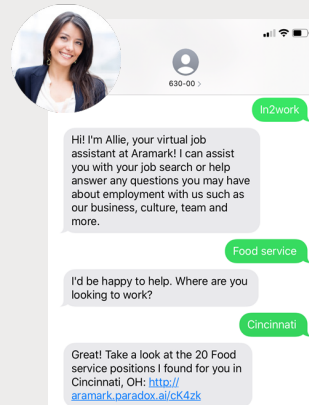 630-00 >
In2work
Hi! I'm Allie, your virtual job
assistant at Aramark! I can assist
you with your job search or help
answer any questions you may have
about employment with us such as
our business, culture, team and
more.
Food service
I'd be happy to help. Where are you
looking to work?
Cincinnati
Great! Take a look at the 20 Food
service positions I found for you in
Cincinnati, OH: http://
aramark.paradox.ai/cK4zk